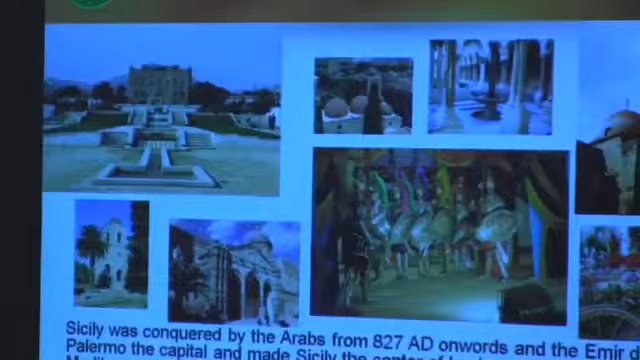 Sicily was conquered by the Arabs from 827 AD onwords and the Emir
Palermo the capital and made Sicily the